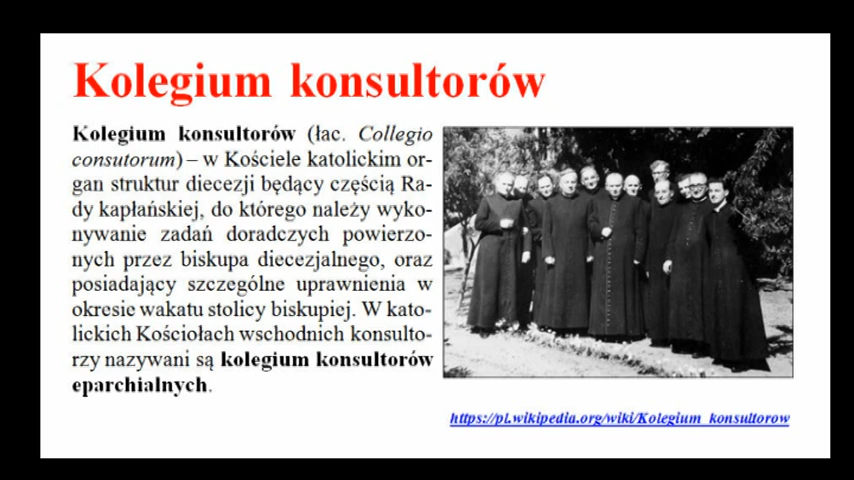 Kolegium konsultorów
Kolegium konsultorów (łac. Collegio
consutorum) – w Kościele katolickim or-
gan struktur diecezji będący częścią Ra-
dy kapłańskiej, do którego należy wyko-
nywanie zadań doradczych powierzo-
nych przez biskupa diecezjalnego, oraz
posiadający szczególne uprawnienia w
okresie wakatu stolicy biskupiej. W kato-
lickich Kościołach wschodnich konsulto-
rzy nazywani są kolegium konsultorów
eparchialnych.
https://pl.wikipedia.org/wiki/Kolegium_konsultorow